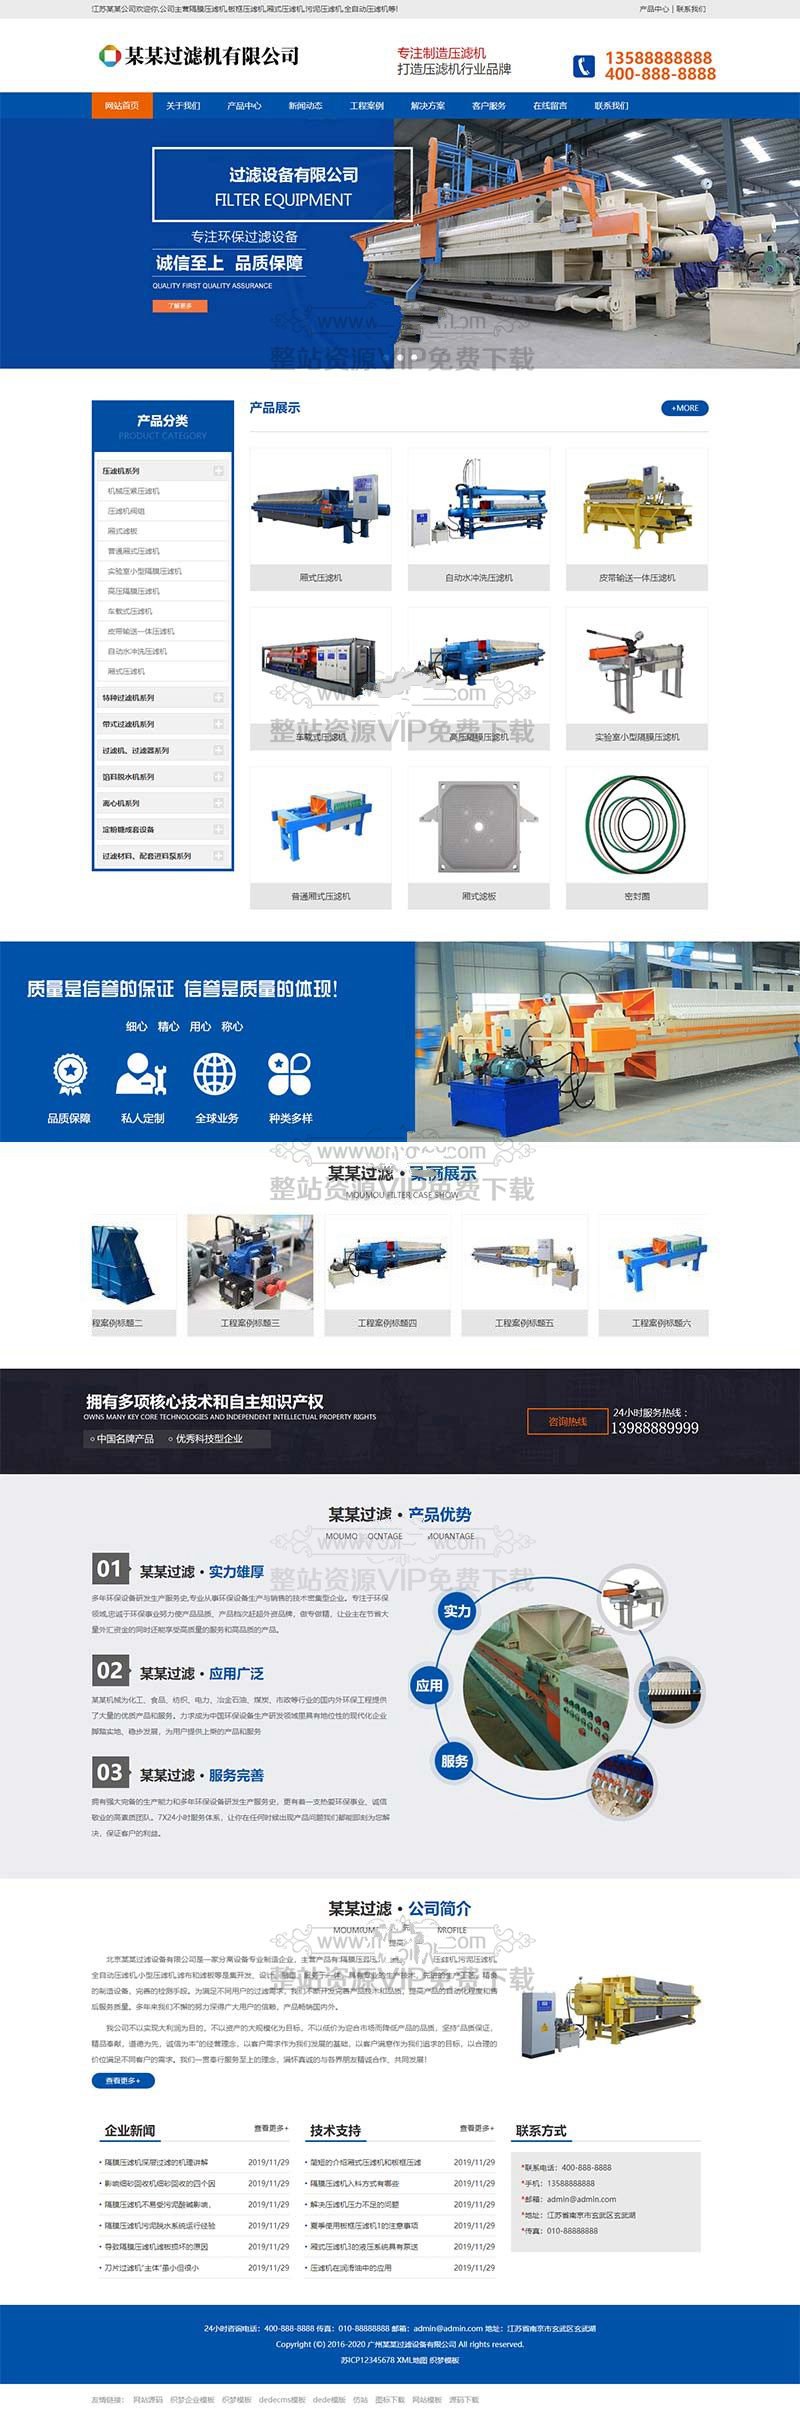 江苏某某公司欢迎你,公司主营隔膜压滤机,板框压滤机,厢式压滤机,污泥压滤机,全自动压滤机等!
产品中心 | 联系我们
某某过滤机有限公司
专注制造压滤机
打造压滤机行业品牌
13588888888
400-888-8888
网站首页 关于我们 产品中心 新闻动态 工程案例 解决方案 客户服务 在线留言 联系我们
过滤设备有限公司
FILTER EQUIPMENT
专注环保过滤设备
诚信至上 品质保障
QUALITY FIRST QUALITY ASSURANCE
了解更多
整站资源VIP免费下载
产品分类
PRODUCT CATEGORY
压滤机系列
机械压紧压滤机
压滤机阀组
厢式滤板
普通厢式压滤机
实验室小型隔膜压滤机
高压隔膜压滤机
车载式压滤机
皮带输送一体压滤机
自动水冲洗压滤机
厢式压滤机
特种过滤机系列
带式过滤机系列
过滤机、过滤器系列
馅料脱水机系列
离心机系列
淀粉糖成套设备
过滤材料、配套进料泵系列
产品展示
+MORE
厢式压滤机 自动水冲洗压滤机 皮带输送一体压滤机
车载式压滤机 高压隔膜压滤机 实验室小型隔膜压滤机
整站资源VIP免费下载
普通厢式压滤机 厢式滤板 密封圈
质量是信誉的保证 信誉是质量的体现!
细心 精心 用心 称心
品质保障 私人定制 全球业务 种类多样
某某过滤 · 案例展示
MOUMOU FILTER CASE SHOW
整站资源VIP免费下载
程案例标题二 工程案例标题三 工程案例标题四 工程案例标题五 工程案例标题六
拥有多项核心技术和自主知识产权
OWNS MANY KEY CORE TECHNOLOGIES AND INDEPENDENT INTELLECTUAL PROPERTY RIGHTS
中国名牌产品 优秀科技型企业
咨询热线
24小时服务热线：
13988889999
某某过滤 · 产品优势
整站资源VIP免费下载
01 某某过滤 · 实力雄厚
多年环保设备研发生产服务史,专业从事环保设备生产与销售的技术密集型企业。专注于环保
领域,忠诚于环保事业努力使产品品质、产品档次赶超外资品牌，做专做精，让业主在节省大
量外汇资金的同时还能享受高质量的服务和高品质的产品。
02 某某过滤 · 应用广泛
某某机械为化工、食品、纺织、电力、冶金石油、煤炭、市政等行业的国内外环保工程提供
了大量的优质产品和服务。力求成为中国环保设备生产研发领域里具有地位性的现代化企业
脚踏实地、稳步发展，为用户提供上乘的产品和服务
03 某某过滤 · 服务完善
拥有强大完备的生产能力和多年环保设备研发生产服务史，更有着一支热爱环保事业、诚信
敬业的高素质团队。7X24小时服务体系，让你在任何时候出现产品问题我们都能即刻为您解
决，保证客户的利益。
实力
应用
服务
某某过滤 · 公司简介
北京某某过滤设备有限公司是一家分离设备专业制造企业，主营产品有:隔膜压滤机
污泥压滤机,
全自动压滤机,小型压滤机,滤布和滤板等是集开发、设计、制造、服务于一体，具有专业的生产技术，先进的生产工艺，精良
的制造设备、完善的检测手段。为满足不同用户的过滤需求，我们不断开发完善产品技术和品质，提高产品的自动化程度和售
后服务质量。多年来我们不懈的努力深得广大用户的信赖，产品畅销国内外。
整站资源VIP免费下载
我公司不以实现大利润为目的，不以资产的大规模化为目标，不以低价为迎合市场而降低产品的品质，坚持"品质保证，
精品奉献，道德为先，诚信为本"的经营理念，以客户需求作为我们发展的基础，以客户满意作为我们追求的目标，以合理的
价位满足不同客户的需求。我们一贯奉行服务至上的理念，满怀真诚的与各界朋友精诚合作、共同发展!
查看更多+
企业新闻 查看更多+
隔膜压滤机深层过滤的机理讲解 2019/11/29
影响细砂回收机细砂回收的四个因 2019/11/29
隔膜压滤机不易受污泥酸碱影响、 2019/11/29
隔膜压滤机污泥脱水系统运行经验 2019/11/29
导致隔膜压滤机滤板损坏的原因 2019/11/29
刀片过滤机"主体"虽小但很小 2019/11/29
技术支持 查看更多+
简短的介绍厢式压滤机和板框压滤 2019/11/29
隔膜压滤机入料方式有哪些 2019/11/29
解决压滤机压力不足的问题 2019/11/29
夏季使用板框压滤机1的注意事项 2019/11/29
厢式压滤机3的液压系统具有泵送 2019/11/29
压滤机在润滑油中的应用 2019/11/29
联系方式
*联系电话：400-888-8888
*手机：13588888888
*邮箱：admin@admin.com
*地址：江苏省南京市玄武区玄武湖
*传真：010-88888888
24小时咨询电话：400-888-8888 传真：010-88888888 邮箱：admin@admin.com 地址：江苏省南京市玄武区玄武湖
Copyright (©) 2016-2020 广州某某过滤设备有限公司 All rights reserved.
苏ICP12345678 XML地图 织梦模板
友情链接： 网站源码 织梦企业模板 织梦模板 dedecms模板 dede模板 仿站 图标下载 网站模板 源码下载